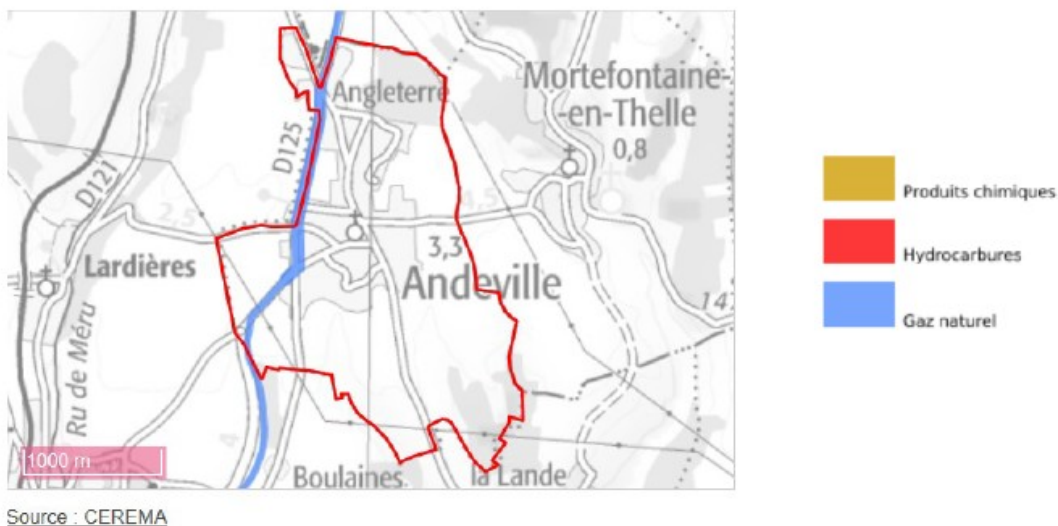 Mortefontaine-
-en-Thelle
0,8
Angleterre
D125
D121
2,5
4,5
3,3
Lardières
Andeville
14
Ru de Méru
4
1000 m
Boulaines
la Lande
Produits chimiques
Hydrocarbures
Gaz naturel
Source : CEREMA